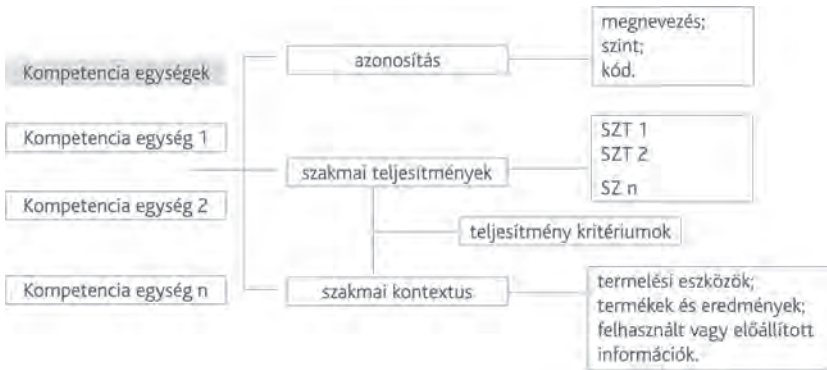 Kompetencia egységek
Kompetencia egység 1
Kompetencia egység 2
Kompetencia egység n
azonosítás
megnevezés;
szint;
kód.
szakmai teljesítmények
SZT 1
SZT 2
SZ n
teljesítmény kritériumok
szakmai kontextus
termelési eszközök;
termékek és eredmények;
felhasznált vagy előállított
információk.